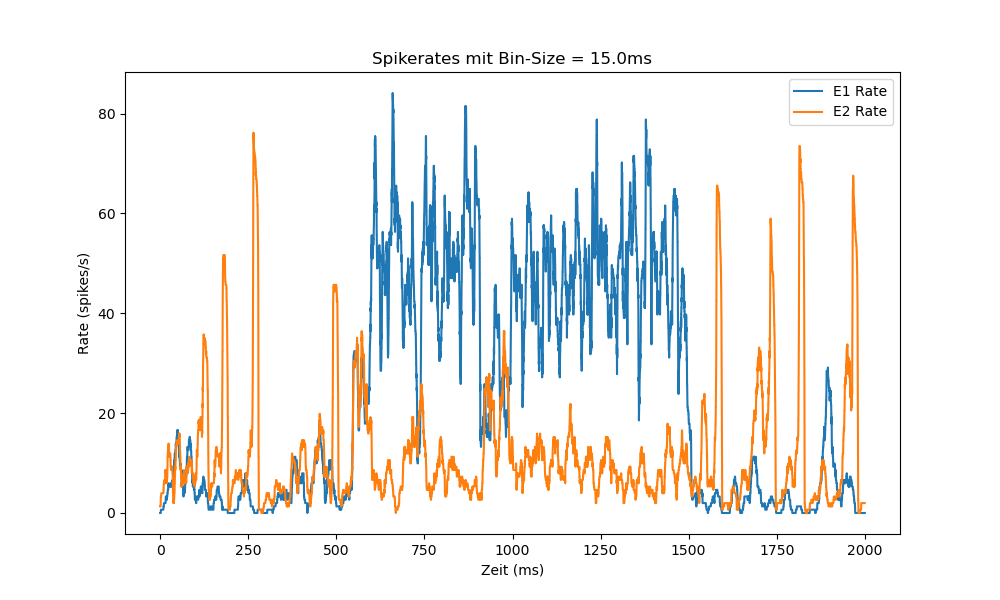 Spikerates mit Bin-Size = 15.0ms
E1 Rate
E2 Rate
Rate (spikes/s)
80
60
40
20
0
0 250 500 750 1000 1250 1500 1750 2000
Zeit (ms)